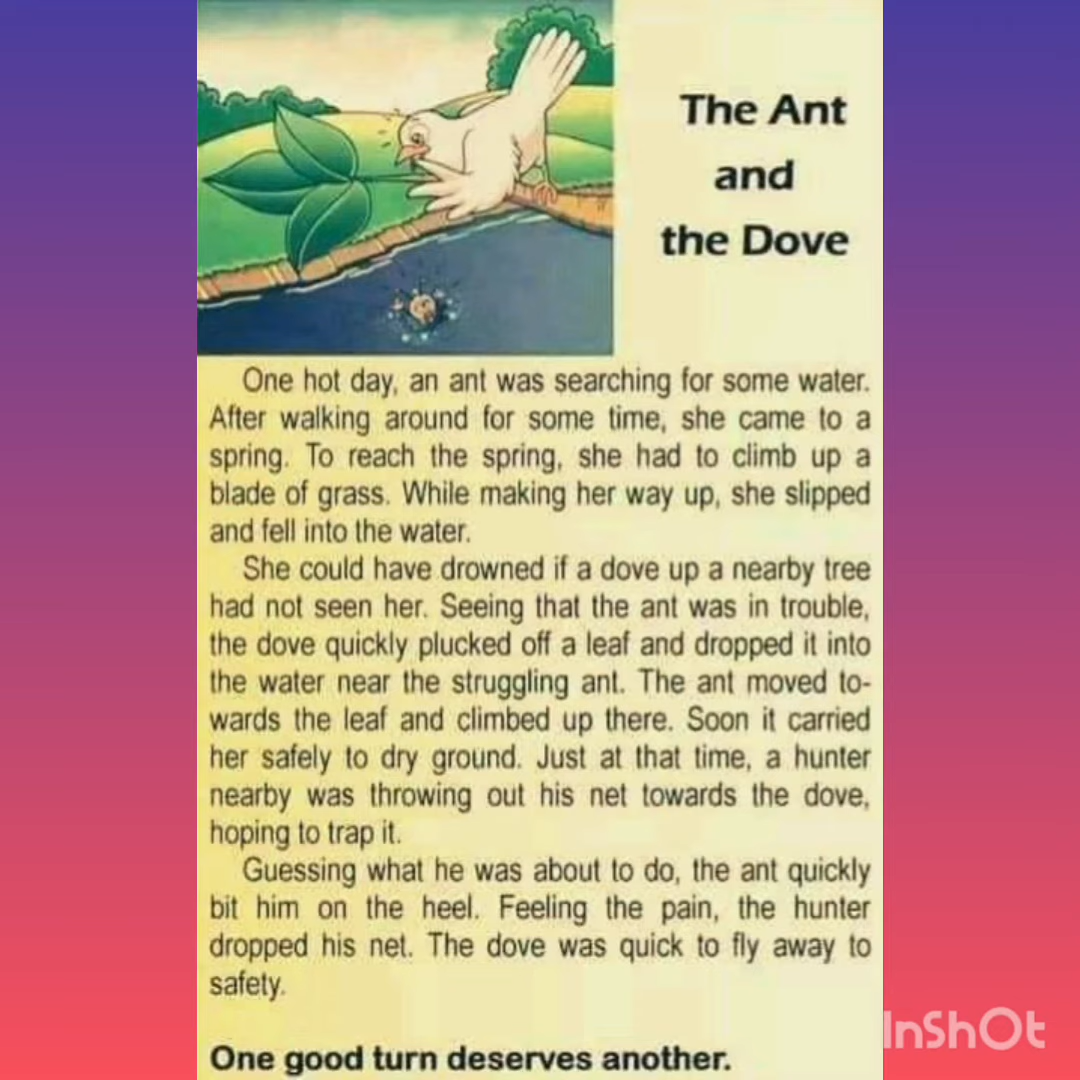 The Ant
and
the Dove
One hot day, an ant was searching for some water.
After walking around for some time, she came to a
spring. To reach the spring, she had to climb up a
blade of grass. While making her way up, she slipped
and fell into the water.
She could have drowned if a dove up a nearby tree
had not seen her. Seeing that the ant was in trouble,
the dove quickly plucked off a leaf and dropped it into
the water near the struggling ant. The ant moved to-
wards the leaf and climbed up there. Soon it carried
her safely to dry ground. Just at that time, a hunter
nearby was throwing out his net towards the dove,
hoping to trap it.
Guessing what he was about to do, the ant quickly
bit him on the heel. Feeling the pain, the hunter
dropped his net. The dove was quick to fly away to
safety.
One good turn deserves another.
InShOt